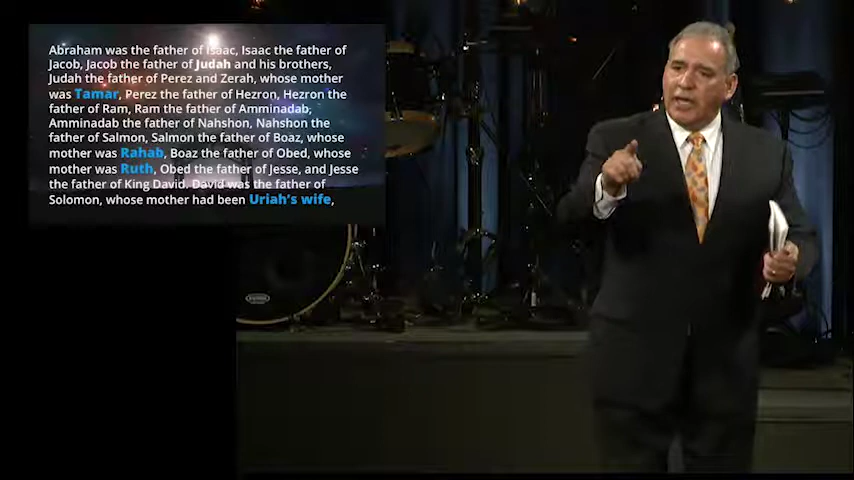 Abraham was the father of Isaac, Isaac the father of
Jacob, Jacob the father of Judah and his brothers,
Judah the father of Perez and Zerah, whose mother
was Tamar, Perez the father of Hezron, Hezron the
father of Ram, Ram the father of Amminadab,
Amminadab the father of Nahshon, Nahshon the
father of Salmon, Salmon the father of Boaz, whose
mother was Rahab, Boaz the father of Obed, whose
mother was Ruth, Obed the father of Jesse, and Jesse
the father of King David. David was the father of
Solomon, whose mother had been Uriah's wife,